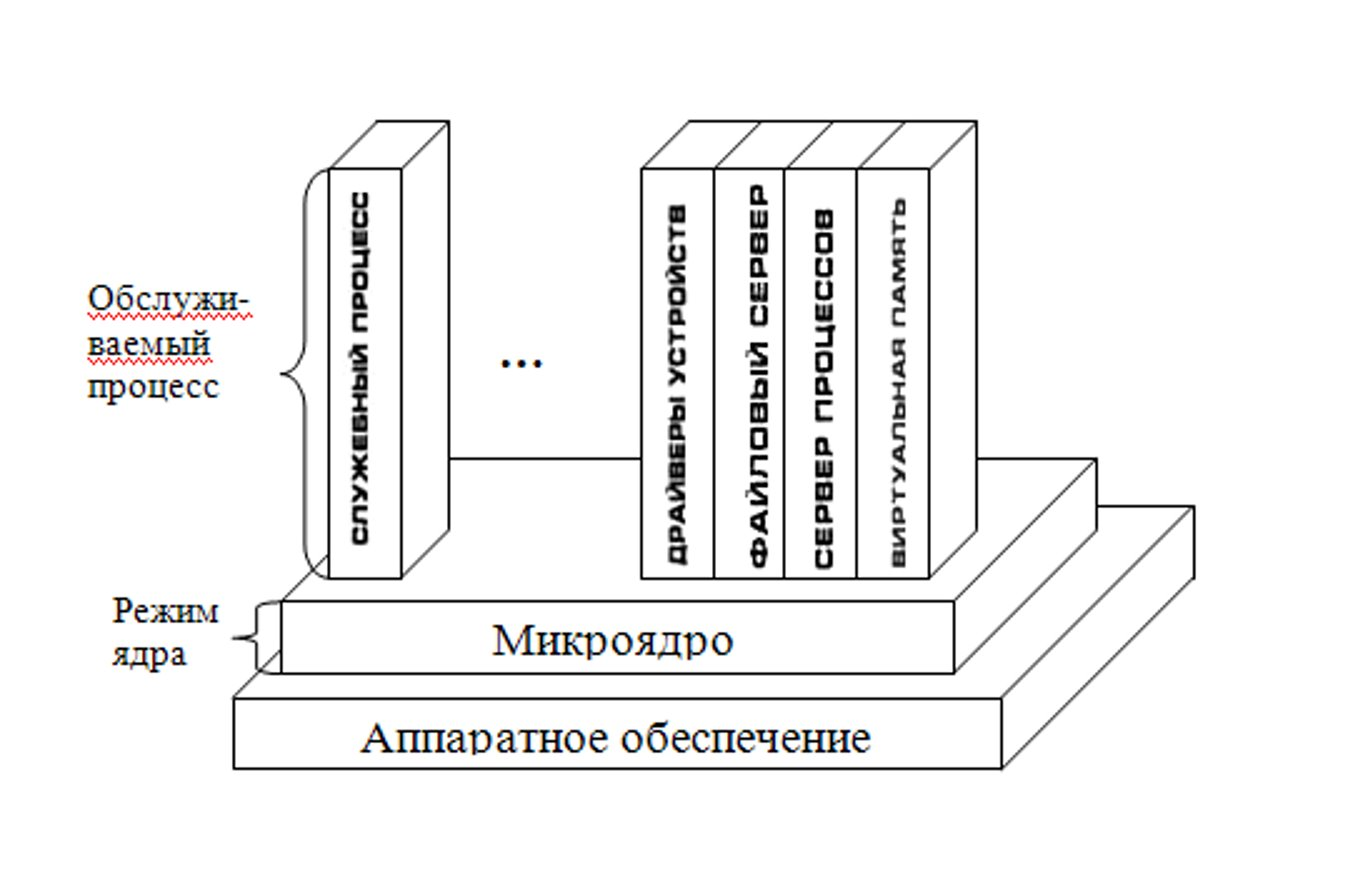 Обслужи-
ваемый
процесс
СЛУЖЕБНЫЙ ПРОЦЕСС
...
ДРАЙВЕРЫ УСТРОЙСТВ
ФАЙЛОВЫЙ СЕРВЕР
СЕРВЕР ПРОЦЕССОВ
ВИРТУАЛЬНАЯ ПАМЯТЬ
Режим
ядра
Микроядро
Аппаратное обеспечение